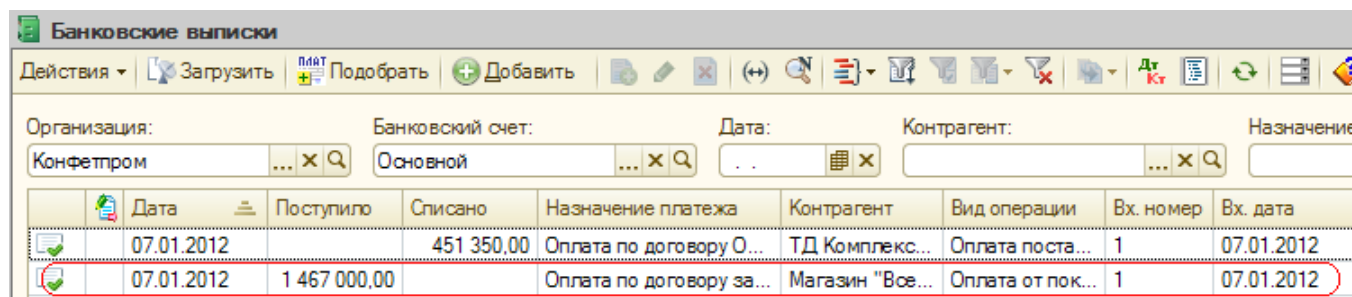 Банковские выписки
Действия Загрузить ПЛАТ Подобрать Добавить Дт Кт
Организация: Банковский счет: Дата: Контрагент: Назначение
Конфетпром ... Основной ... . . ...
Дата Поступило Списано Назначение платежа Контрагент Вид операции Вх. номер Вх. дата
07.01.2012 451 350,00 Оплата по договору О... ТД Комплекс... Оплата поста... 1 07.01.2012
07.01.2012 1 467 000,00 Оплата по договору за... Магазин "Все... Оплата от пок... 1 07.01.2012